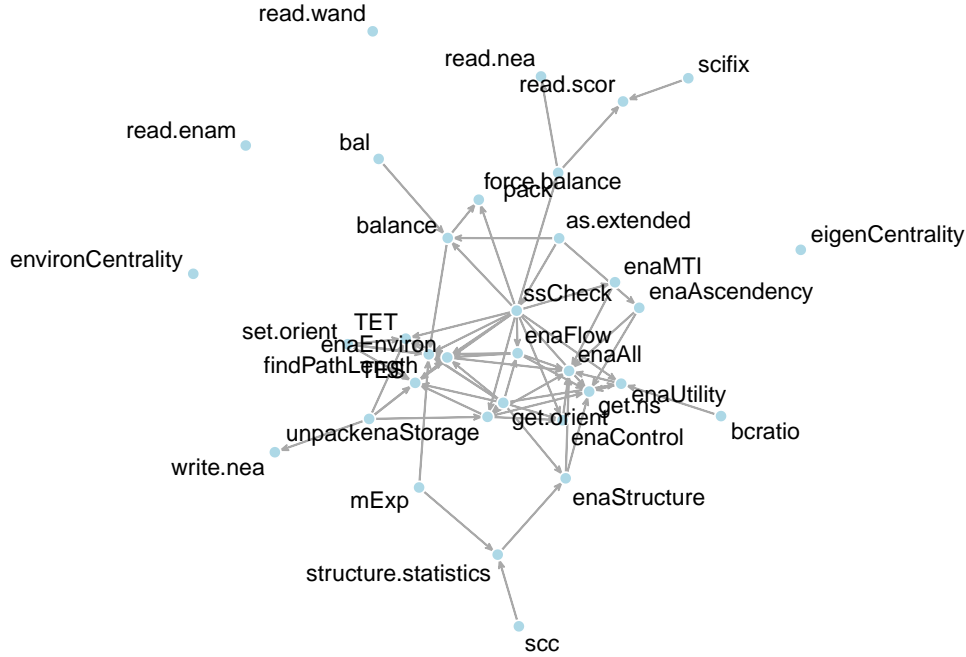 read.wand
read.nea
scifix
read.scor
read.enam
bal
force.balance
pack
balance
as.extended
eigenCentrality
environCentrality
enaMTI
ssCheck
enaAscendency
TET
set.orient
enaFlow
enaEnviron
enaAll
findPathLength
TES
enaUtility
get.ns
get.orient
unpack
enaStorage
enaControl
bcratio
write.nea
mExp
enaStructure
structure.statistics
scc